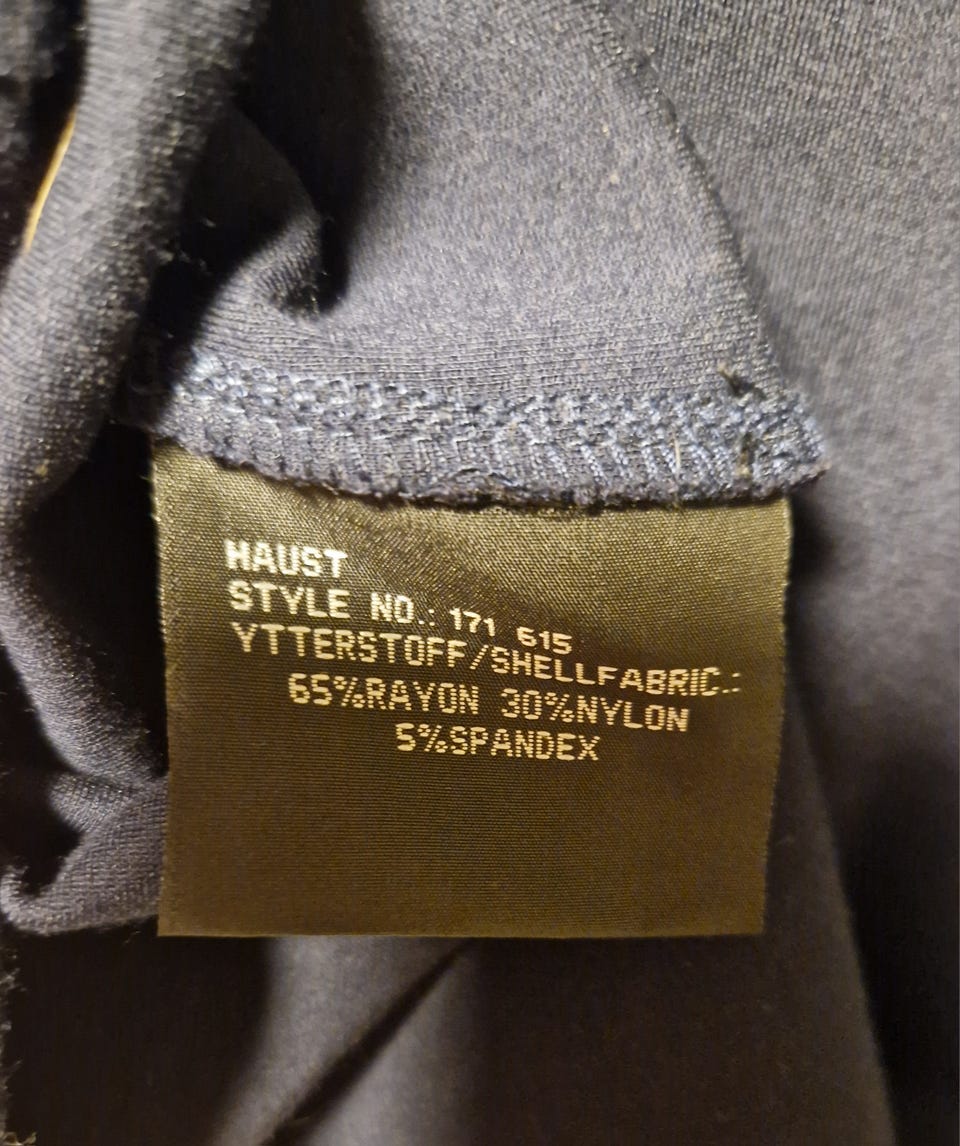 HAUST
STYLE NO.: 171 615
YTTERSTOFF/SHELLFABRIC.:
65%RAYON 30%NYLON
5%SPANDEX